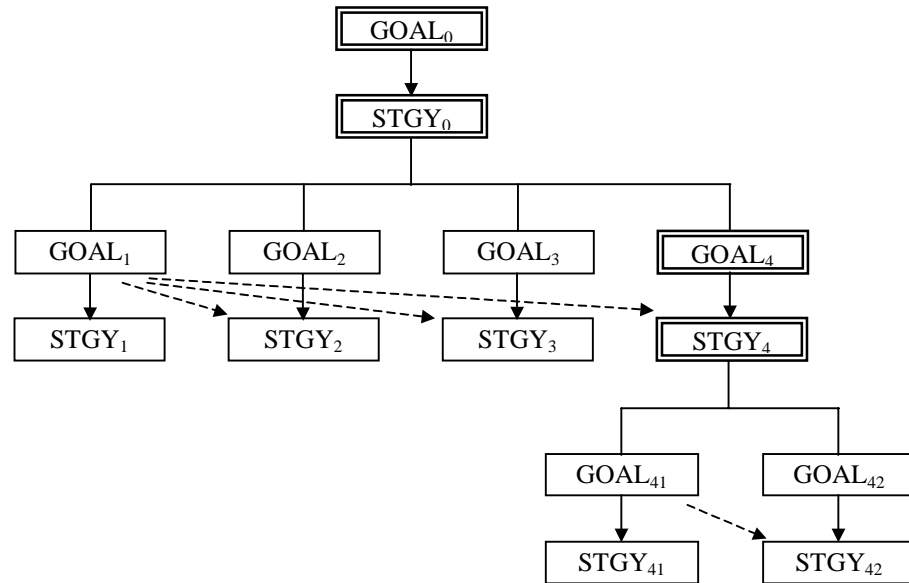 GOAL₀
STGY₀
GOAL₁ GOAL₂ GOAL₃ GOAL₄
STGY₁ STGY₂ STGY₃ STGY₄
GOAL₄₁ GOAL₄₂
STGY₄₁ STGY₄₂